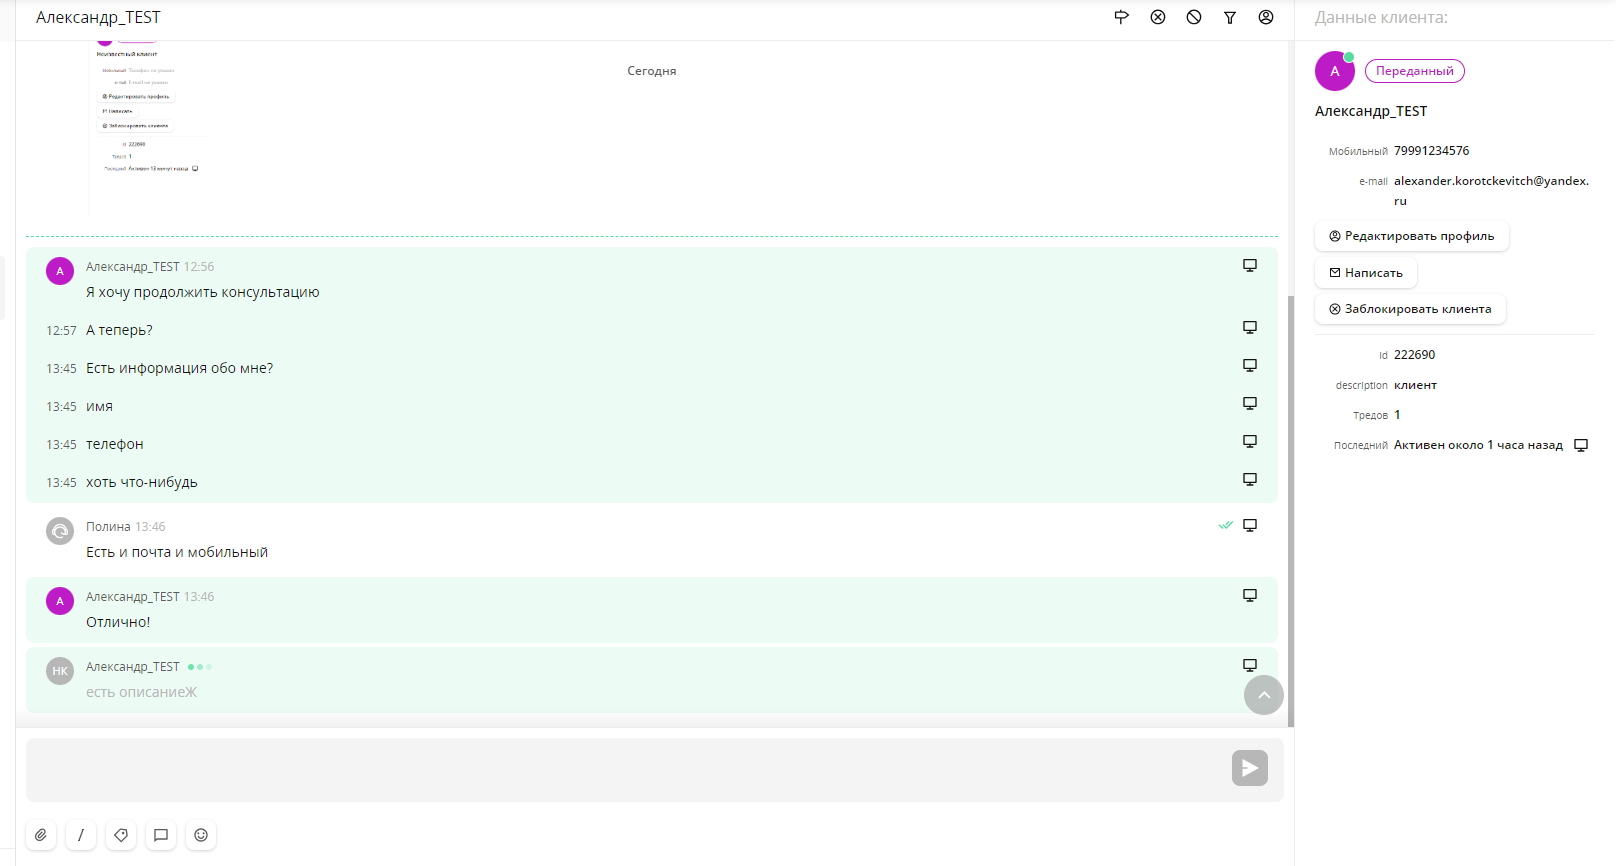 Александр_TEST
Неизвестный клиент
Мобильный Телефон не указан
e-mail E-mail не указан
Редактировать профиль
Написать
Заблокировать клиента
id 222690
Тредов 1
Последний Активен 13 минут назад
Сегодня
А
Александр_TEST 12:56
Я хочу продолжить консультацию
12:57 А теперь?
13:45 Есть информация обо мне?
13:45 имя
13:45 телефон
13:45 хоть что-нибудь
Полина 13:46
Есть и почта и мобильный
А
Александр_TEST 13:46
Отлично!
НК
Александр_TEST
есть описаниеЖ
/
Данные клиента:
А
Переданный
Александр_TEST
Мобильный 79991234576
e-mail alexander.korotckevitch@yandex.
ru
Редактировать профиль
Написать
Заблокировать клиента
id 222690
description клиент
Тредов 1
Последний Активен около 1 часа назад